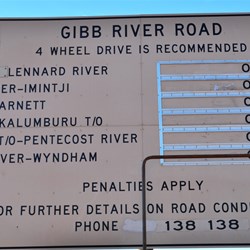 GIBB RIVER ROAD
4 WHEEL DRIVE IS RECOMMENDED
LENNARD RIVER
ER-IMINTJI
ARNETT
KALUMBURU T/O
T/O-PENTECOST RIVER
VER-WYNDHAM
PENALTIES APPLY
OR FURTHER DETAILS ON ROAD COND
PHONE 138 138